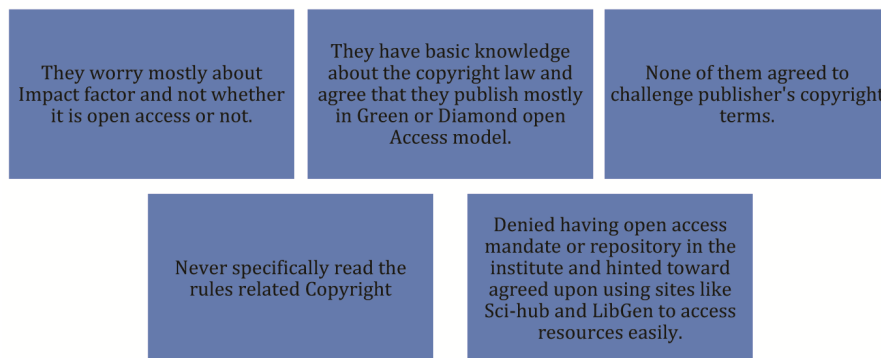 They worry mostly about
Impact factor and not whether
it is open access or not.
They have basic knowledge
about the copyright law and
agree that they publish mostly
in Green or Diamond open
Access model.
None of them agreed to
challenge publisher's copyright
terms.
Never specifically read the
rules related Copyright
Denied having open access
mandate or repository in the
institute and hinted toward
agreed upon using sites like
Sci-hub and LibGen to access
resources easily.